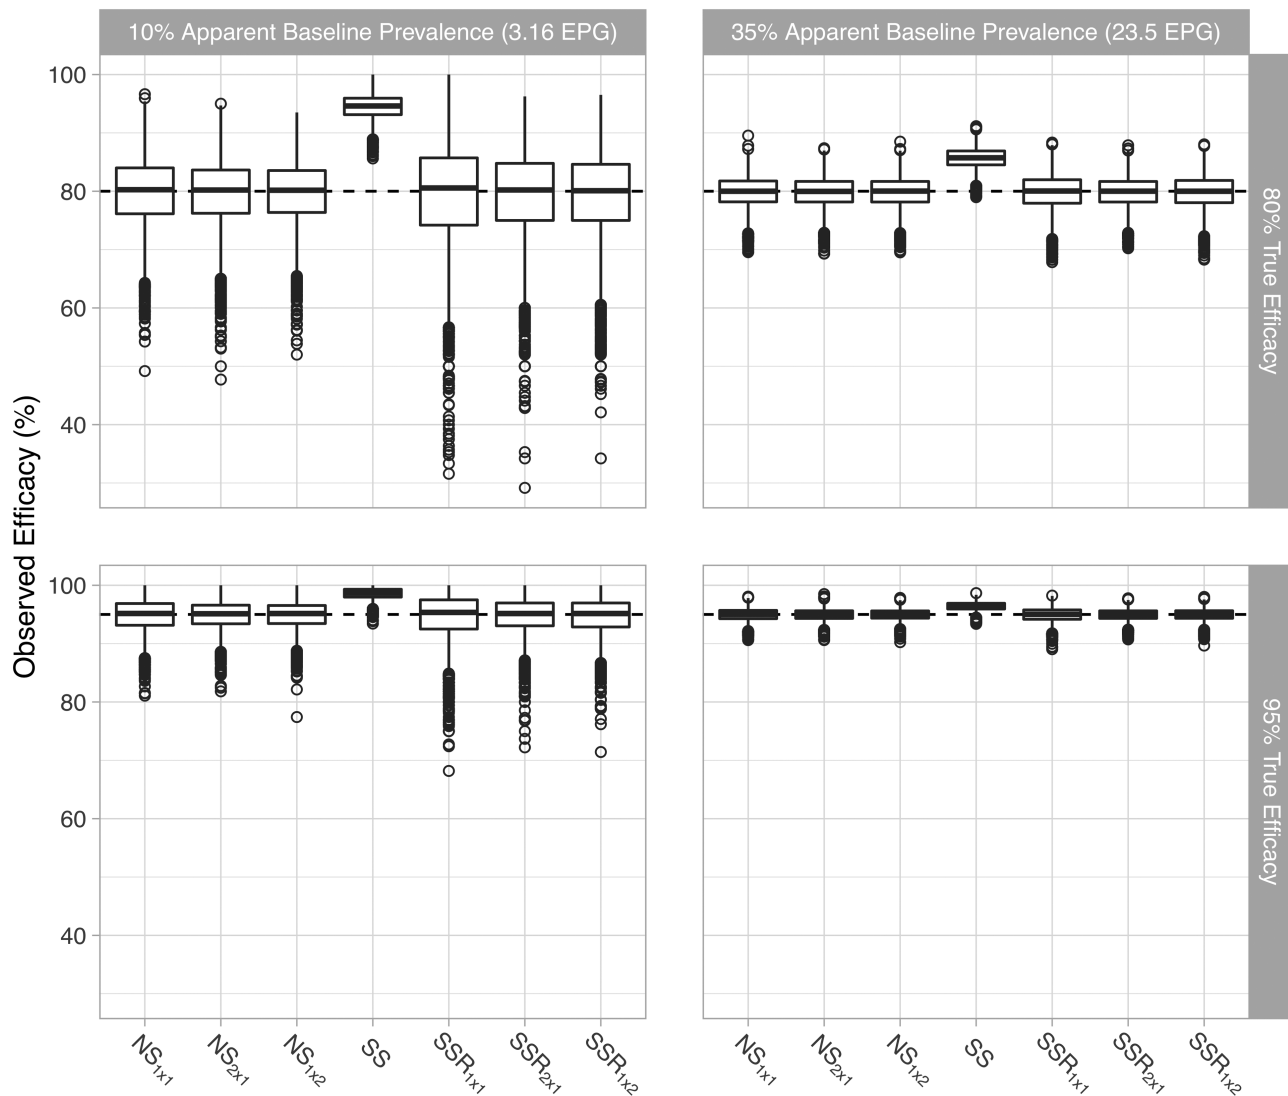 10% Apparent Baseline Prevalence (3.16 EPG)
35% Apparent Baseline Prevalence (23.5 EPG)
Observed Efficacy (%)
100
80
60
40
80% True Efficacy
100
80
60
40
95% True Efficacy
NS1x1
NS2x1
NS1x2
SS
SSR1x1
SSR2x1
SSR1x2
NS1x1
NS2x1
NS1x2
SS
SSR1x1
SSR2x1
SSR1x2